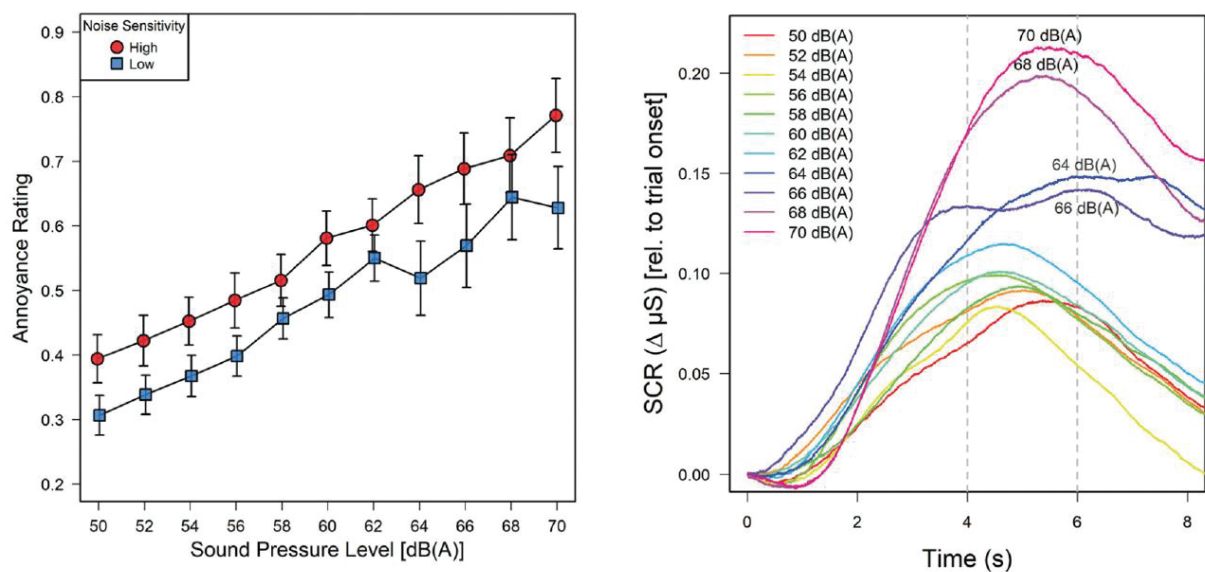 Noise Sensitivity
High
Low
Annoyance Rating
0.9
0.8
0.7
0.6
0.5
0.4
0.3
0.2
50 52 54 56 58 60 62 64 66 68 70
Sound Pressure Level [dB(A)]
50 dB(A)
52 dB(A)
54 dB(A)
56 dB(A)
58 dB(A)
60 dB(A)
62 dB(A)
64 dB(A)
66 dB(A)
68 dB(A)
70 dB(A)
70 dB(A)
68 dB(A)
64 dB(A)
66 dB(A)
SCR (Δ µS) [rel. to trial onset]
0.20
0.15
0.10
0.05
0.00
0 2 4 6 8
Time (s)